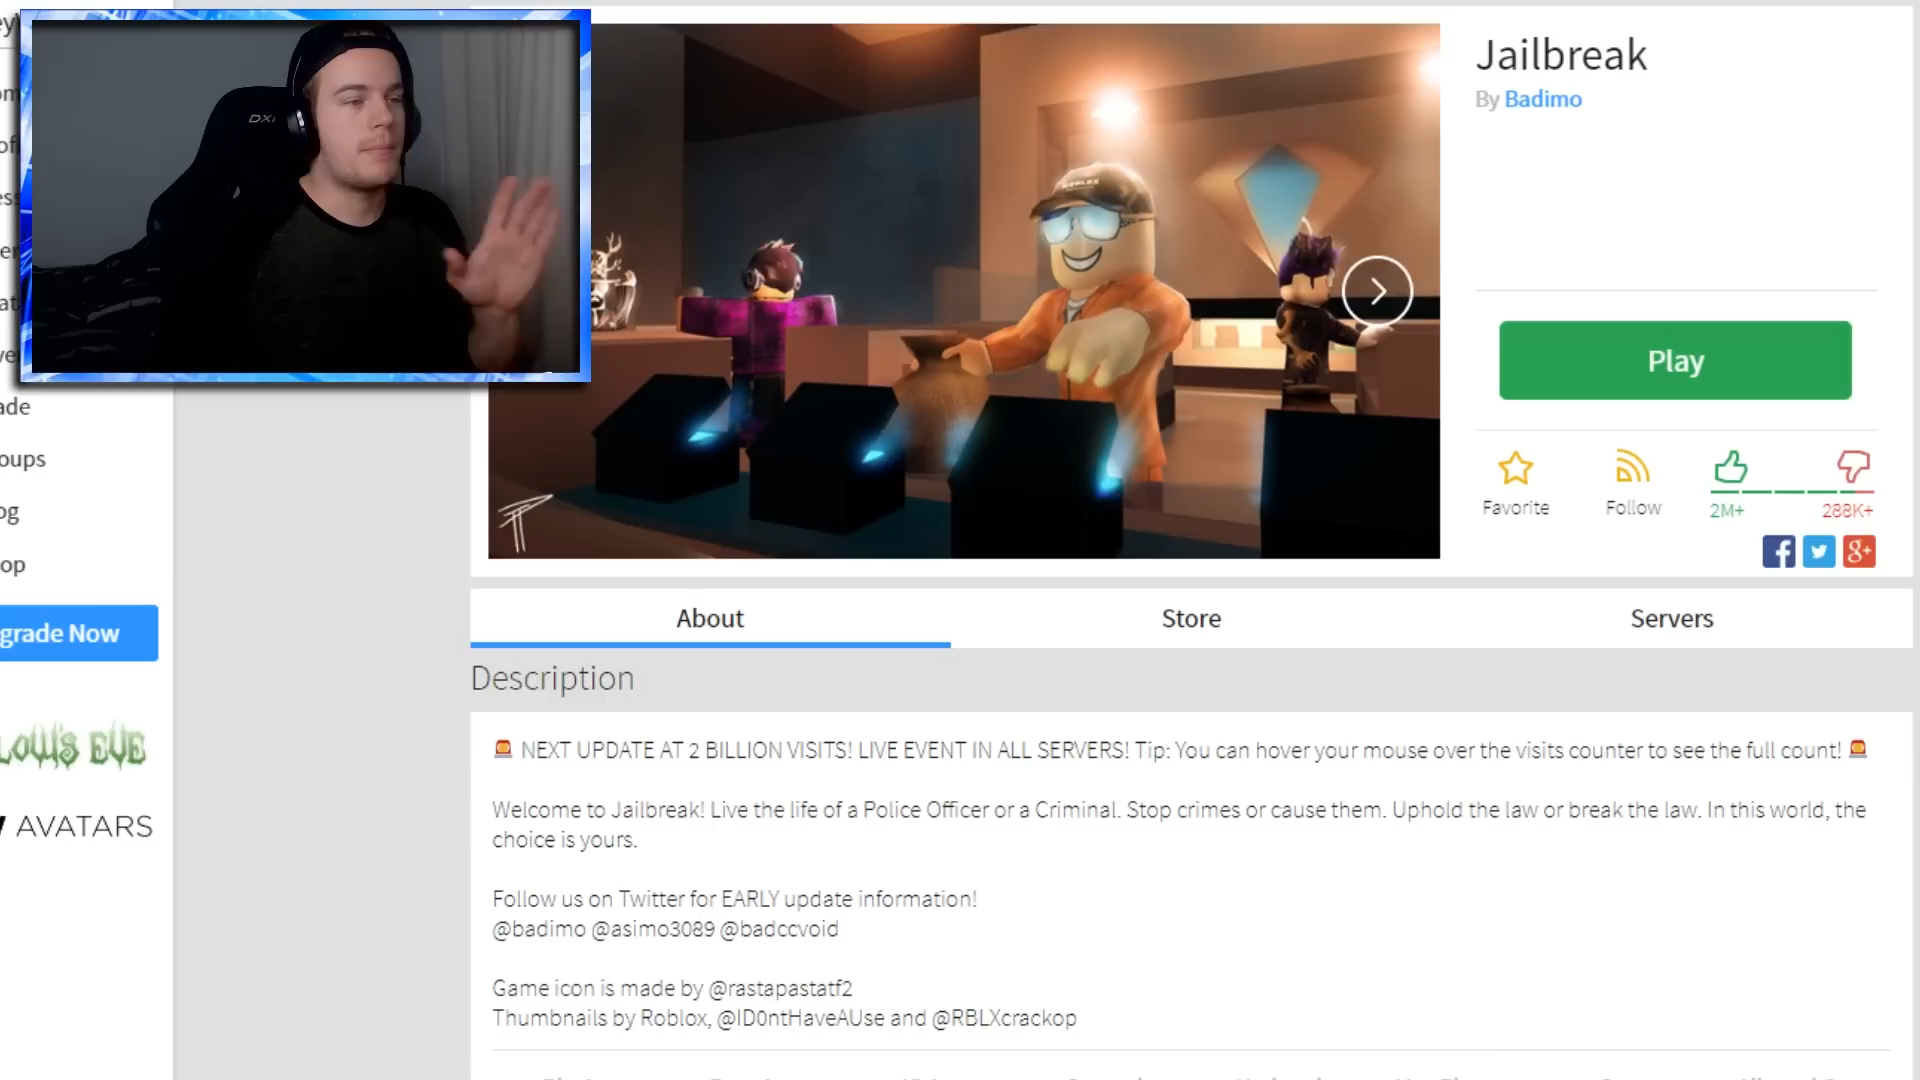 Jailbreak
By Badimo
Play
Favorite
Follow
2M+
288K+
About
Store
Servers
Description
NEXT UPDATE AT 2 BILLION VISITS! LIVE EVENT IN ALL SERVERS! Tip: You can hover your mouse over the visits counter to see the full count!
Welcome to Jailbreak! Live the life of a Police Officer or a Criminal. Stop crimes or cause them. Uphold the law or break the law. In this world, the
choice is yours.
Follow us on Twitter for EARLY update information!
@badimo @asimo3089 @badccvoid
Game icon is made by @rastapastatf2
Thumbnails by Roblox, @ID0ntHaveAUse and @RBLXcrackop
ade
oups
og
op
grade Now
LOW'S EVE
AVATARS
DX
ROBLOX